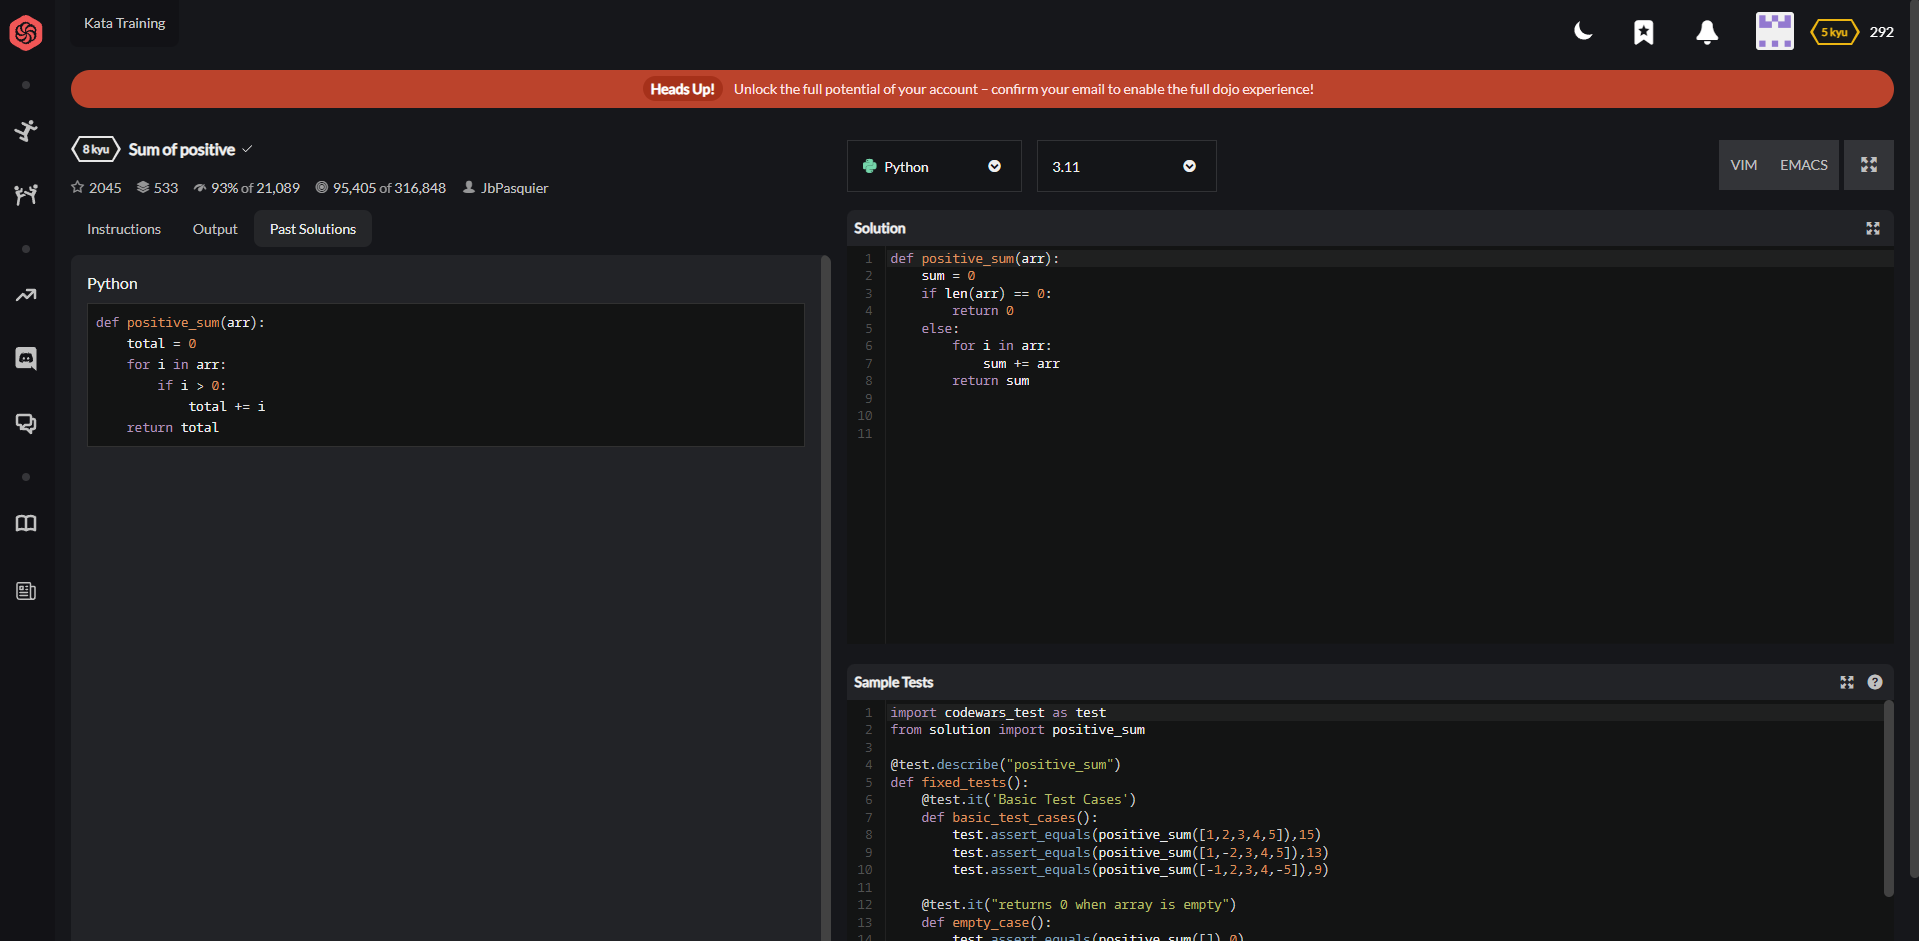 Kata Training
5 kyu 292
Heads Up! Unlock the full potential of your account – confirm your email to enable the full dojo experience!
8 kyu Sum of positive
2045 533 93% of 21,089 95,405 of 316,848 JbPasquier
Instructions Output Past Solutions
Python
def positive_sum(arr):
    total = 0
    for i in arr:
        if i > 0:
            total += i
    return total
Python 3.11 VIM EMACS
Solution
1 def positive_sum(arr):
2     sum = 0
3     if len(arr) == 0:
4         return 0
5     else:
6         for i in arr:
7             sum += arr
8         return sum
9
10
11
Sample Tests ?
1 import codewars_test as test
2 from solution import positive_sum
3
4 @test.describe("positive_sum")
5 def fixed_tests():
6     @test.it('Basic Test Cases')
7     def basic_test_cases():
8         test.assert_equals(positive_sum([1,2,3,4,5]),15)
9         test.assert_equals(positive_sum([1,-2,3,4,5]),13)
10         test.assert_equals(positive_sum([-1,2,3,4,-5]),9)
11
12     @test.it("returns 0 when array is empty")
13     def empty_case():
14         test.assert_equals(positive_sum([]),0)